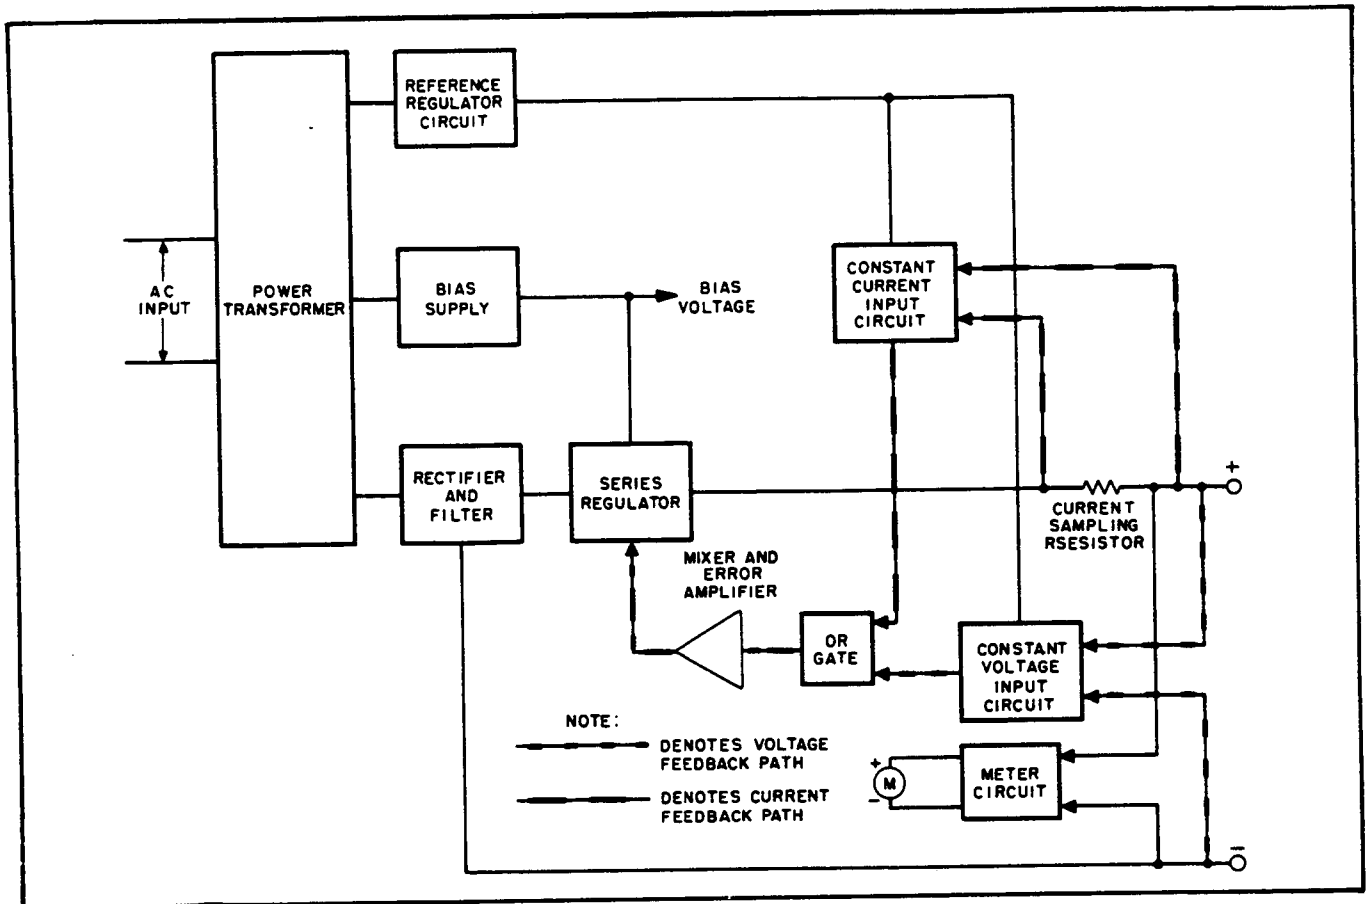 REFERENCE
REGULATOR
CIRCUIT
AC
INPUT
POWER
TRANSFORMER
BIAS
SUPPLY
BIAS
VOLTAGE
CONSTANT
CURRENT
INPUT
CIRCUIT
RECTIFIER
AND
FILTER
SERIES
REGULATOR
+
CURRENT
SAMPLING
RSESISTOR
MIXER AND
ERROR
AMPLIFIER
OR
GATE
CONSTANT
VOLTAGE
INPUT
CIRCUIT
NOTE:
DENOTES VOLTAGE
FEEDBACK PATH
DENOTES CURRENT
FEEDBACK PATH
+
M
-
METER
CIRCUIT
-